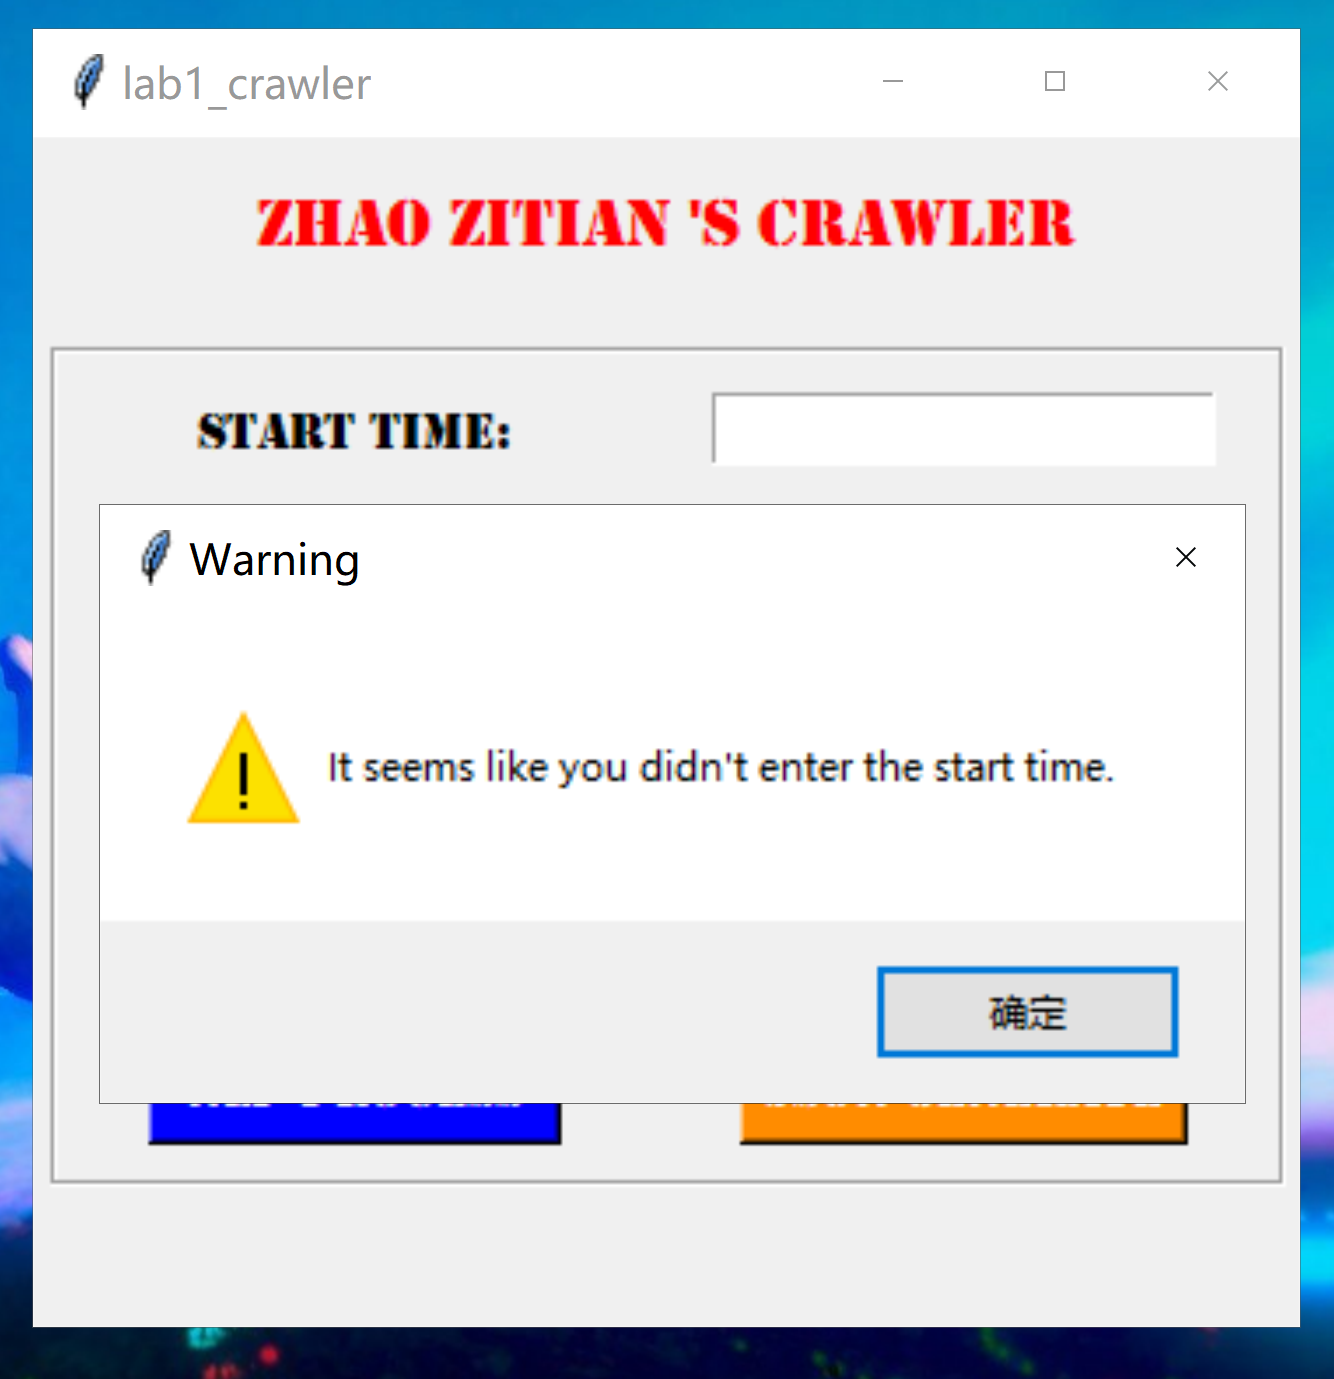 lab1_crawler
ZHAO ZITIAN 'S CRAWLER
START TIME:
Warning
It seems like you didn't enter the start time.
确定